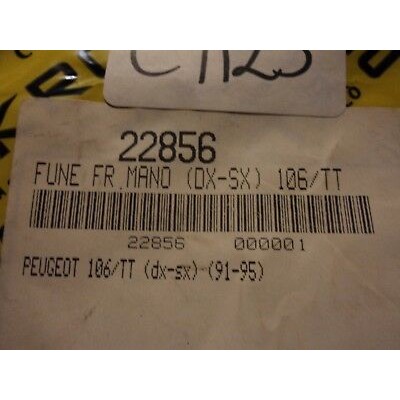 22856
FUNE FR.MANO (DX-SX) 106/TT
22856 000001
PEUGEOT 106/TT (dx-sx)-(91-95)